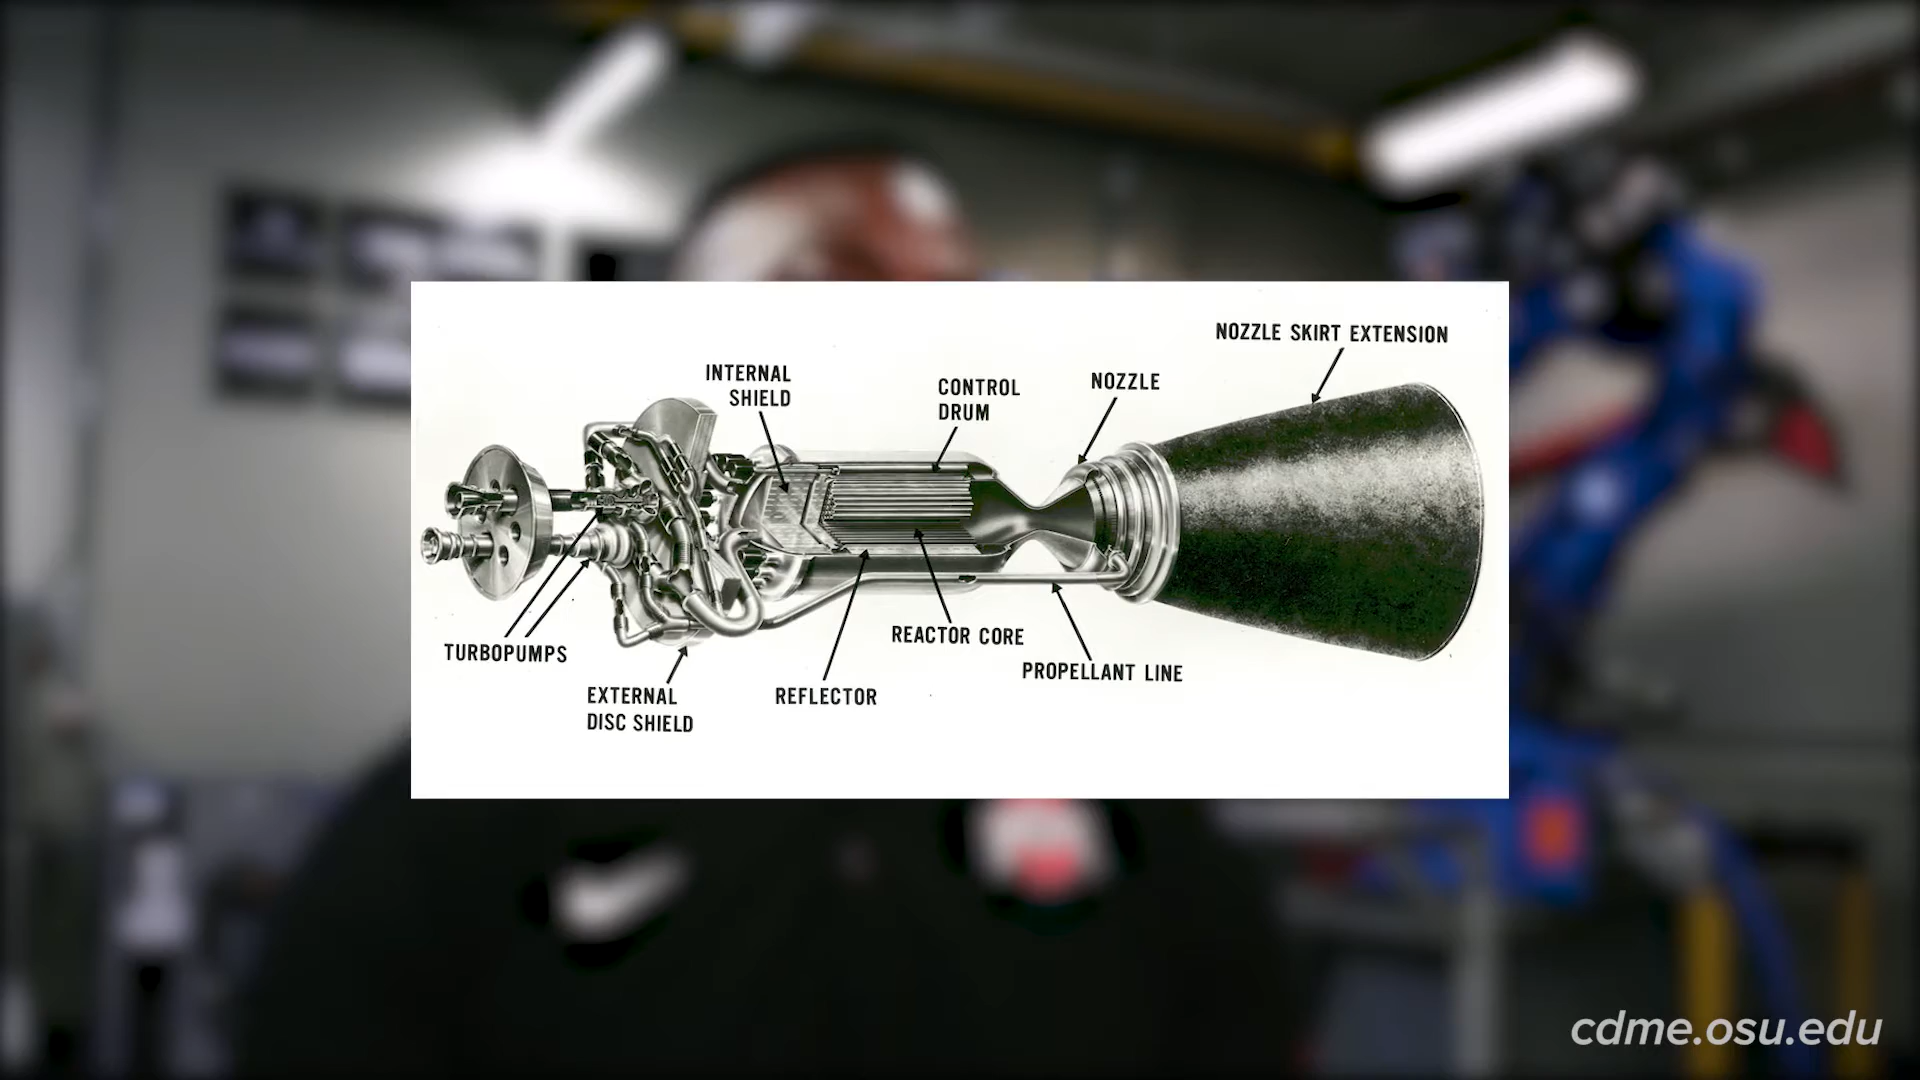 NOZZLE SKIRT EXTENSION
INTERNAL
SHIELD
CONTROL
DRUM
NOZZLE
TURBOPUMPS
EXTERNAL
DISC SHIELD
REFLECTOR
REACTOR CORE
PROPELLANT LINE
cdme.osu.edu